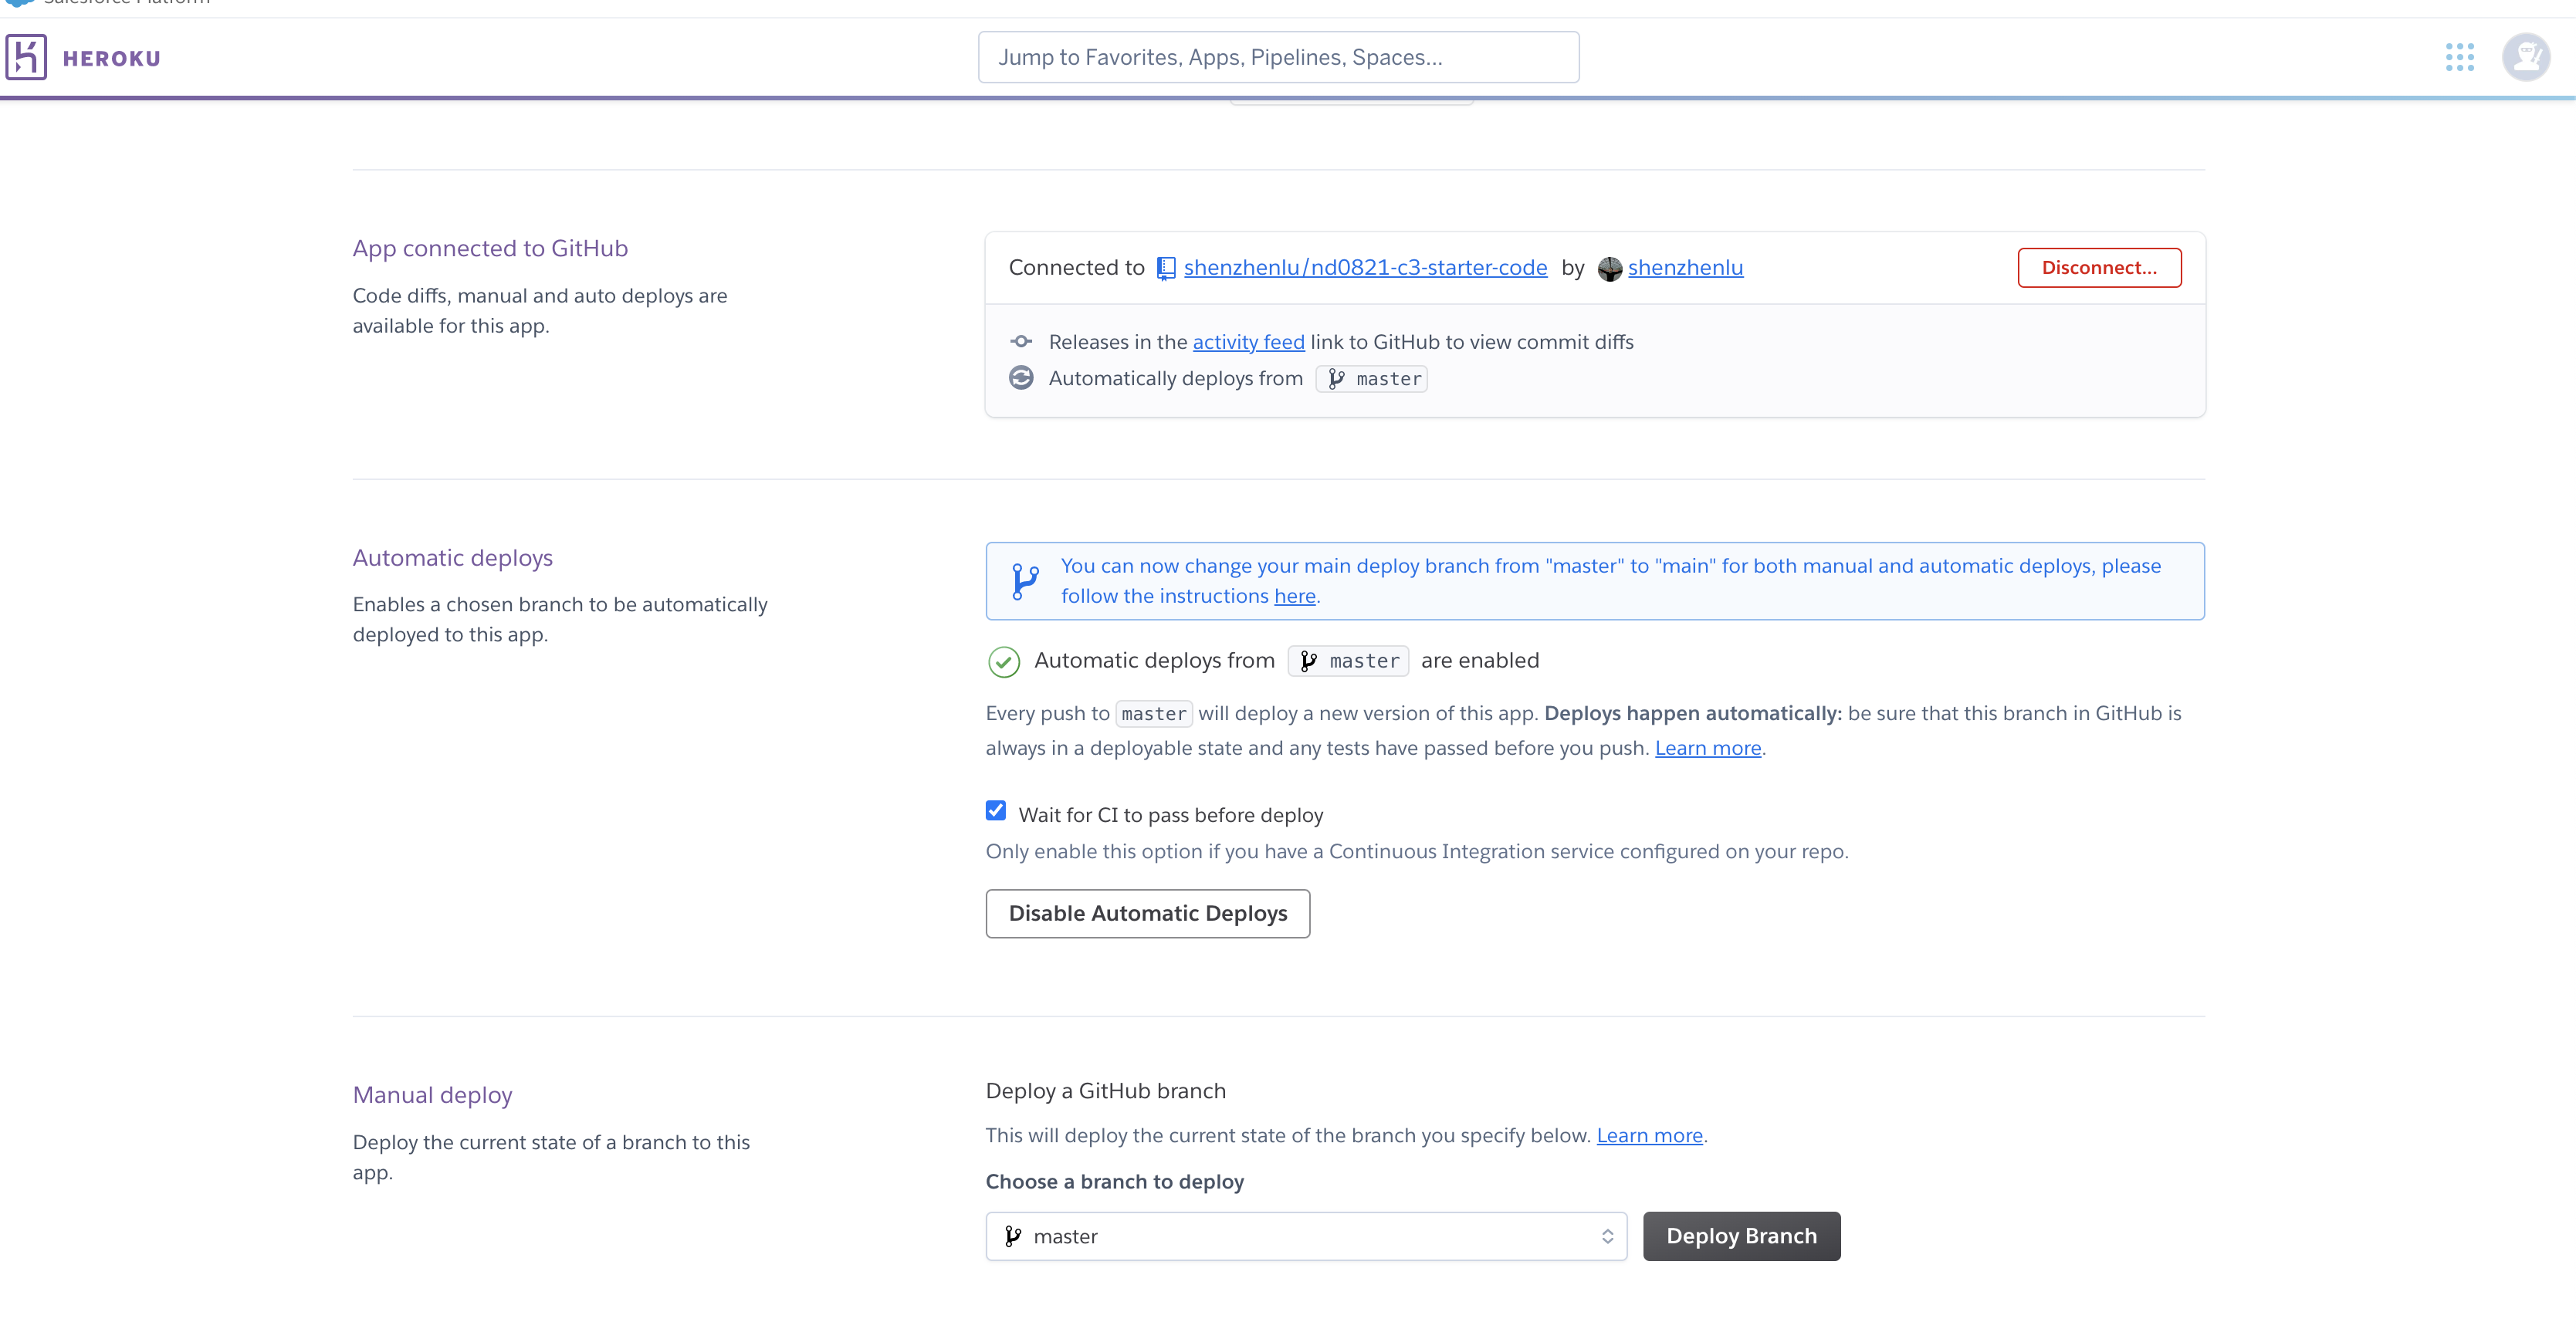 Salesforce Platform
HEROKU
Jump to Favorites, Apps, Pipelines, Spaces...
App connected to GitHub
Code diffs, manual and auto deploys are
available for this app.
Connected to shenzhenlu/nd0821-c3-starter-code by shenzhenlu
Disconnect...
Releases in the activity feed link to GitHub to view commit diffs
Automatically deploys from master
Automatic deploys
Enables a chosen branch to be automatically
deployed to this app.
You can now change your main deploy branch from "master" to "main" for both manual and automatic deploys, please
follow the instructions here.
Automatic deploys from master are enabled
Every push to master will deploy a new version of this app. Deploys happen automatically: be sure that this branch in GitHub is
always in a deployable state and any tests have passed before you push. Learn more.
Wait for CI to pass before deploy
Only enable this option if you have a Continuous Integration service configured on your repo.
Disable Automatic Deploys
Manual deploy
Deploy the current state of a branch to this
app.
Deploy a GitHub branch
This will deploy the current state of the branch you specify below. Learn more.
Choose a branch to deploy
master
Deploy Branch